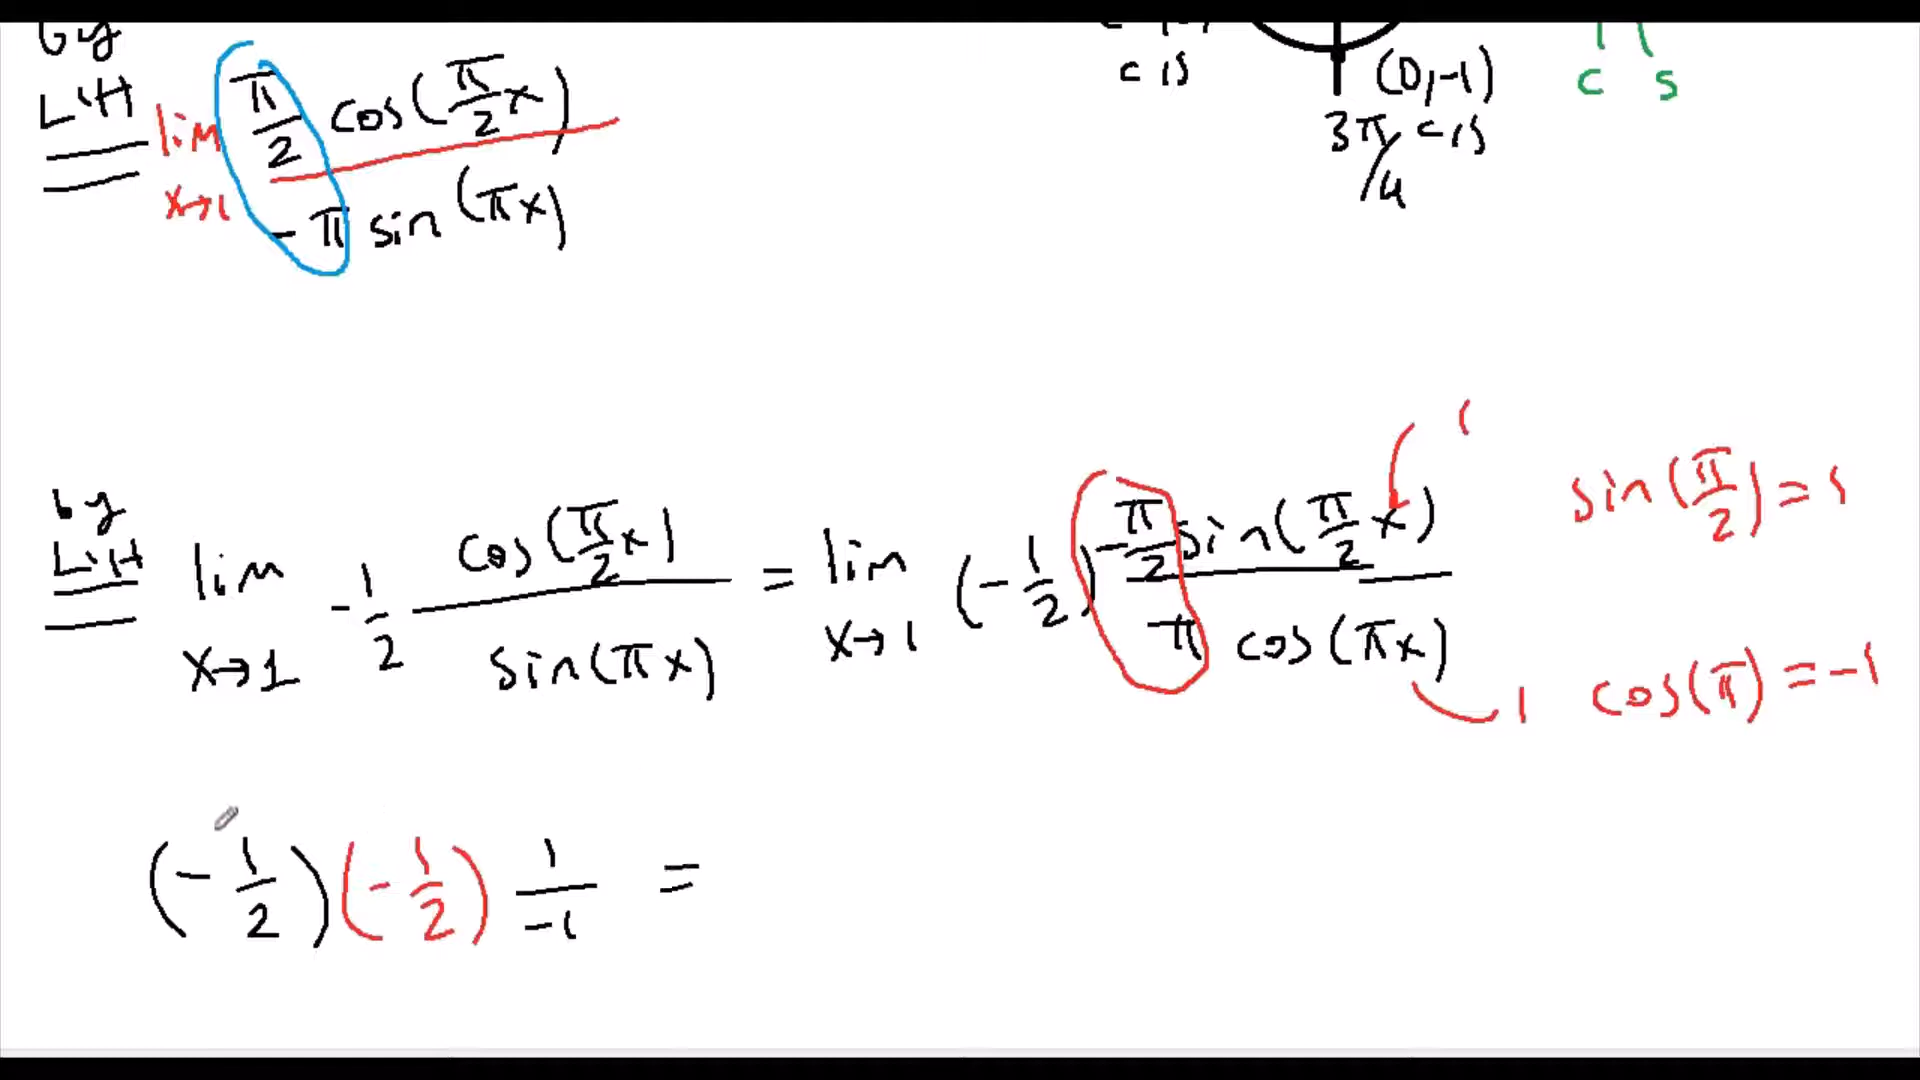 by
L'H
lim x→1 π/2 cos(π/2 x) / -π sin(πx)
c is
(0,-1)
3π/4 c is
c s
by
L'H lim x→1 -1/2 cos(π/2 x) / sin(πx) = lim x→1 (-1/2) -π/2 sin(π/2 x) / π cos(πx)
1
sin(π/2) = 1
1 cos(π) = -1
(-1/2)(-1/2) 1/-1 =